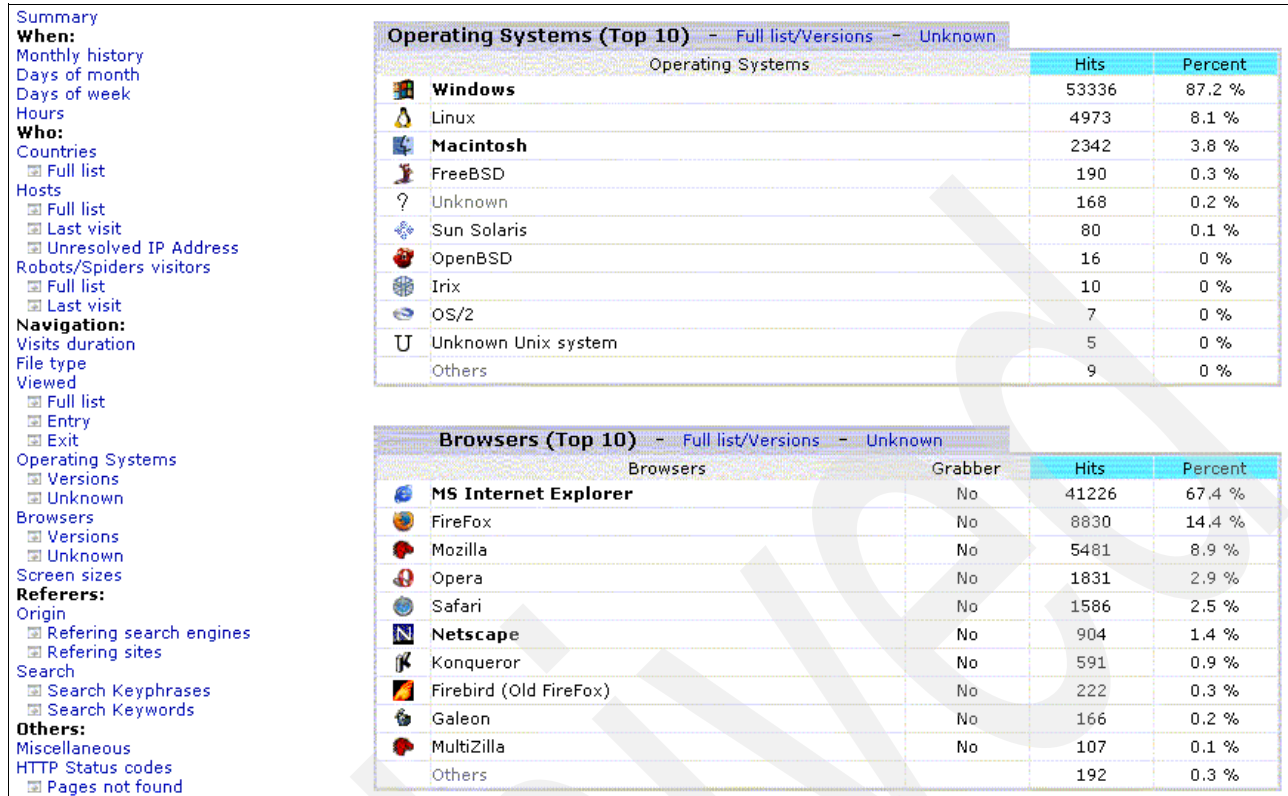 Summary
When:
Monthly history
Days of month
Days of week
Hours
Who:
Countries
Full list
Hosts
Full list
Last visit
Unresolved IP Address
Robots/Spiders visitors
Full list
Last visit
Navigation:
Visits duration
File type
Viewed
Full list
Entry
Exit
Operating Systems
Versions
Unknown
Browsers
Versions
Unknown
Screen sizes
Referers:
Origin
Refering search engines
Refering sites
Search
Search Keyphrases
Search Keywords
Others:
Miscellaneous
HTTP Status codes
Pages not found
Operating Systems (Top 10) - Full list/Versions - Unknown
Operating Systems Hits Percent
Windows 53336 87.2 %
Linux 4973 8.1 %
Macintosh 2342 3.8 %
FreeBSD 190 0.3 %
? Unknown 168 0.2 %
Sun Solaris 80 0.1 %
OpenBSD 16 0 %
Irix 10 0 %
OS/2 7 0 %
U Unknown Unix system 5 0 %
Others 9 0 %
Browsers (Top 10) - Full list/Versions - Unknown
Browsers Grabber Hits Percent
MS Internet Explorer No 41226 67.4 %
FireFox No 8830 14.4 %
Mozilla No 5481 8.9 %
Opera No 1831 2.9 %
Safari No 1586 2.5 %
N Netscape No 904 1.4 %
Konqueror No 591 0.9 %
Firebird (Old FireFox) No 222 0.3 %
Galeon No 166 0.2 %
MultiZilla No 107 0.1 %
Others 192 0.3 %